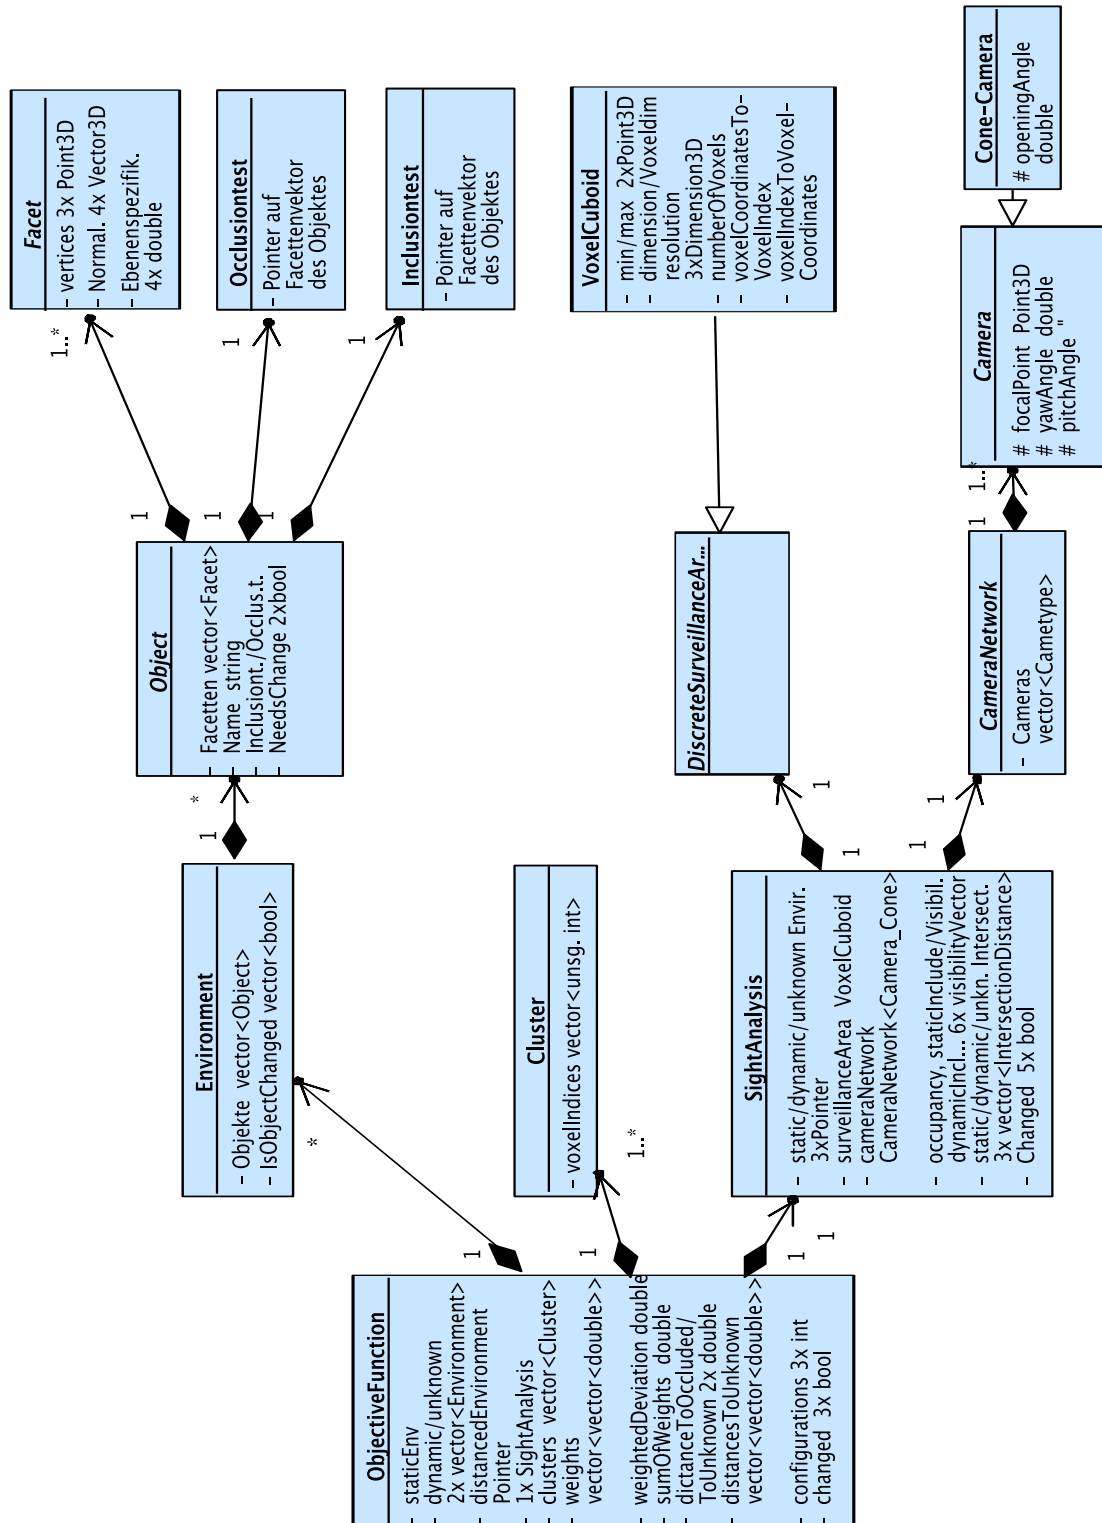 ObjectiveFunction
- staticEnv
- dynamic/unknown
2x vector<Environment>
- distancedEnvironment
Pointer
- 1x SightAnalysis
- clusters vector<Cluster>
- weights
vector<vector<double>>
- weightedDeviation double
- sumOfWeights double
- dictanceToOccluded/
ToUnknown 2x double
- distancesToUnknown
vector<vector<double>>
- configurations 3x int
- changed 3x bool
1
*
1
1..*
1
1
Environment
- Objekte vector<Object>
- IsObjectChanged vector<bool>
1
*
Cluster
- voxelIndices vector<unsg. int>
SightAnalysis
- static/dynamic/unknown Envir.
3xPointer
- surveillanceArea VoxelCuboid
- cameraNetwork
CameraNetwork<Camera_Cone>
- occupancy, staticInclude/Visibil.
dynamicIncl... 6x visibilityVector
- static/dynamic/unkn. Intersect.
3x vector<IntersectionDistance>
- Changed 5x bool
1
1
1
1
Object
- Facetten vector<Facet>
- Name string
- Inclusiont./Occlus.t.
- NeedsChange 2xbool
1
1..*
1
1
1
1
DiscreteSurveillanceAr...
CameraNetwork
- Cameras
vector<Cametype>
1
1..*
Facet
- vertices 3x Point3D
- Normal. 4x Vector3D
- Ebenenspezifik.
4x double
Occlusiontest
- Pointer auf
Facettenvektor
des Objektes
Inclusiontest
- Pointer auf
Facettenvektor
des Objektes
VoxelCuboid
- min/max 2xPoint3D
- dimension/Voxeldim
resolution
3xDimension3D
- numberOfVoxels
- voxelCoordinatesTo-
VoxelIndex
- voxelIndexToVoxel-
Coordinates
Camera
# focalPoint Point3D
# yawAngle double
# pitchAngle "
Cone-Camera
# openingAngle
double